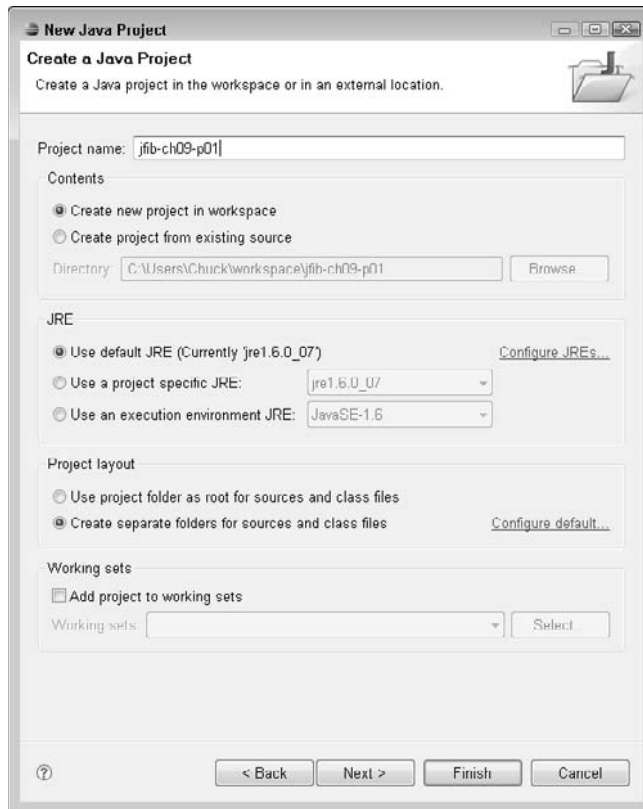 New Java Project
Create a Java Project
Create a Java project in the workspace or in an external location.
Project name: jfib-ch09-p01
Contents
Create new project in workspace
Create project from existing source
Directory: C:\Users\Chuck\workspace\jfib-ch09-p01 Browse...
JRE
Use default JRE (Currently 'jre1.6.0_07') Configure JREs...
Use a project specific JRE: jre1.6.0_07
Use an execution environment JRE: JavaSE-1.6
Project layout
Use project folder as root for sources and class files
Create separate folders for sources and class files Configure default...
Working sets
Add project to working sets
Working sets: Select...
? < Back Next > Finish Cancel